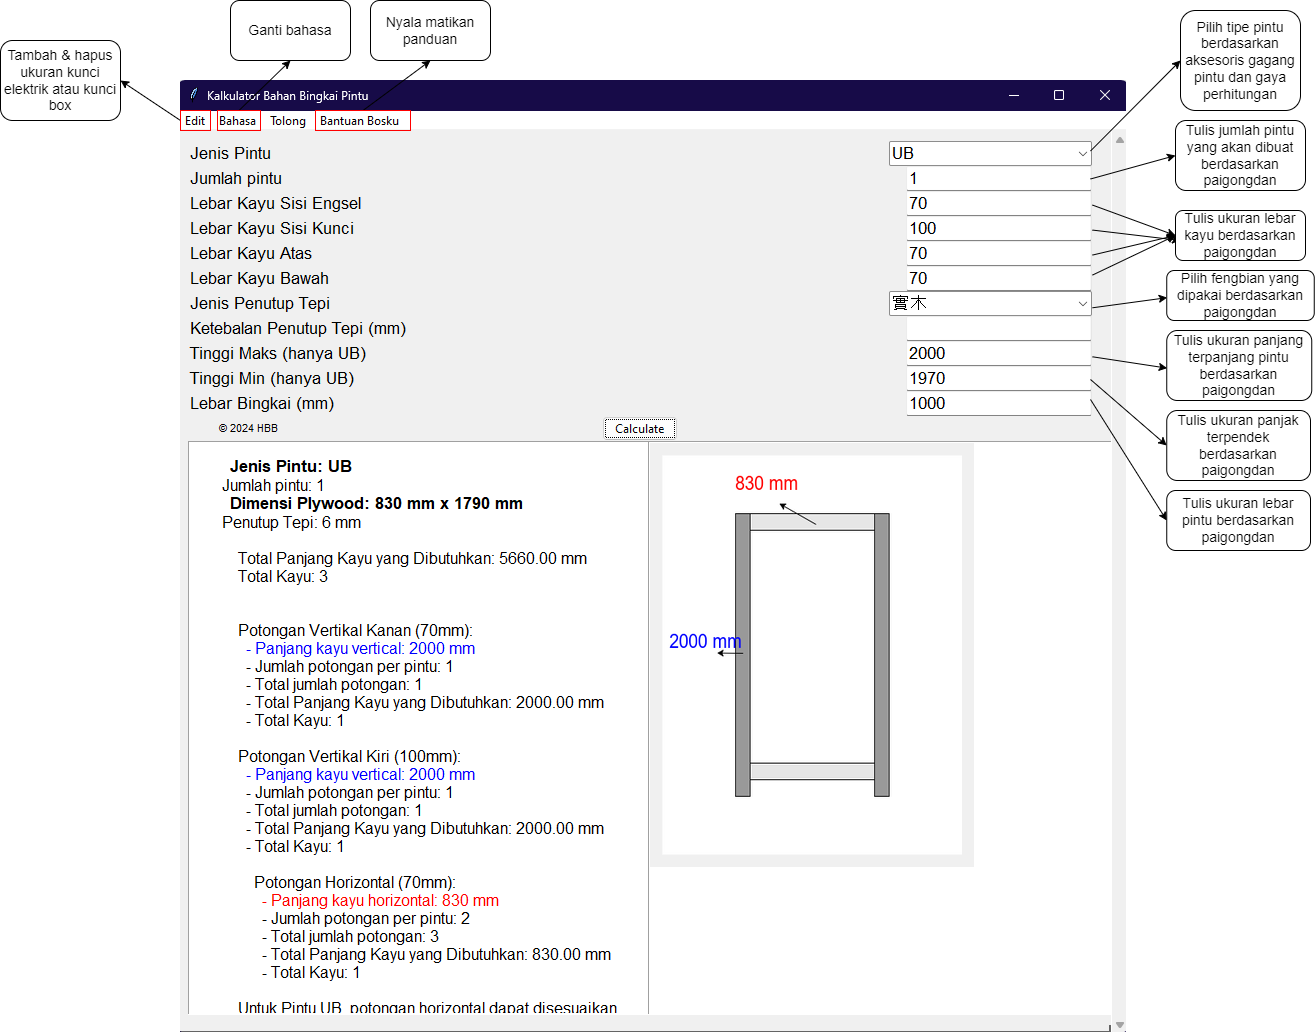 Ganti bahasa
Nyala matikan
panduan
Tambah & hapus
ukuran kunci
elektrik atau kunci
box
Pilih tipe pintu
berdasarkan
aksesoris gagang
pintu dan gaya
perhitungan
Kalkulator Bahan Bingkai Pintu
Edit Bahasa Tolong Bantuan Bosku
Jenis Pintu UB
Jumlah pintu 1
Lebar Kayu Sisi Engsel 70
Lebar Kayu Sisi Kunci 100
Lebar Kayu Atas 70
Lebar Kayu Bawah 70
Jenis Penutup Tepi 實木
Ketebalan Penutup Tepi (mm)
Tinggi Maks (hanya UB) 2000
Tinggi Min (hanya UB) 1970
Lebar Bingkai (mm) 1000
© 2024 HBB Calculate
Tulis jumlah pintu
yang akan dibuat
berdasarkan
paigongdan
Tulis ukuran lebar
kayu berdasarkan
paigongdan
Pilih fengbian yang
dipakai berdasarkan
paigongdan
Tulis ukuran panjang
terpanjang pintu
berdasarkan
paigongdan
Tulis ukuran panjak
terpendek
berdasarkan
paigongdan
Tulis ukuran lebar
pintu berdasarkan
paigongdan
Jenis Pintu: UB
Jumlah pintu: 1
Dimensi Plywood: 830 mm x 1790 mm
Penutup Tepi: 6 mm
Total Panjang Kayu yang Dibutuhkan: 5660.00 mm
Total Kayu: 3
Potongan Vertikal Kanan (70mm):
- Panjang kayu vertical: 2000 mm
- Jumlah potongan per pintu: 1
- Total jumlah potongan: 1
- Total Panjang Kayu yang Dibutuhkan: 2000.00 mm
- Total Kayu: 1
Potongan Vertikal Kiri (100mm):
- Panjang kayu vertical: 2000 mm
- Jumlah potongan per pintu: 1
- Total jumlah potongan: 1
- Total Panjang Kayu yang Dibutuhkan: 2000.00 mm
- Total Kayu: 1
Potongan Horizontal (70mm):
- Panjang kayu horizontal: 830 mm
- Jumlah potongan per pintu: 2
- Total jumlah potongan: 3
- Total Panjang Kayu yang Dibutuhkan: 830.00 mm
- Total Kayu: 1
Untuk Pintu UB, potongan horizontal dapat disesuaikan
830 mm
2000 mm